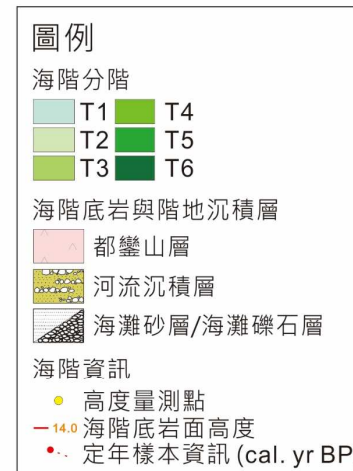 圖例
海階分階
T1 T4
T2 T5
T3 T6
海階底岩與階地沉積層
都鑾山層
河流沉積層
海灘砂層/海灘礫石層
海階資訊
高度量測點
14.0 海階底岩面高度
定年樣本資訊 (cal. yr BP